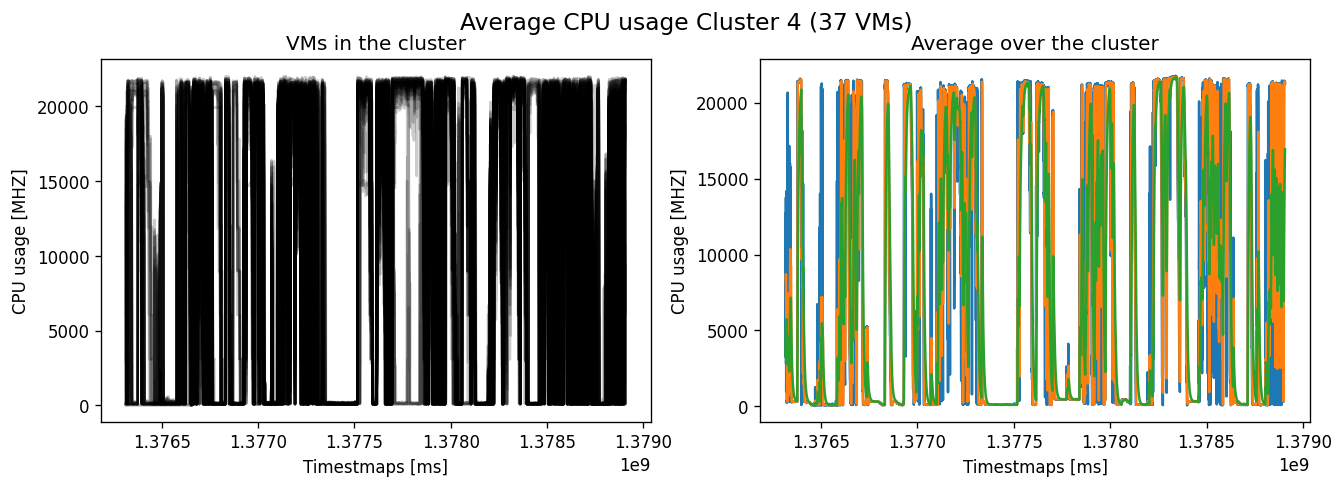 Average CPU usage Cluster 4 (37 VMs)
VMs in the cluster
Average over the cluster
CPU usage [MHZ]
20000
15000
10000
5000
0
1.3765 1.3770 1.3775 1.3780 1.3785 1.3790
1e9
Timestmaps [ms]
CPU usage [MHZ]
20000
15000
10000
5000
0
1.3765 1.3770 1.3775 1.3780 1.3785 1.3790
1e9
Timestmaps [ms]